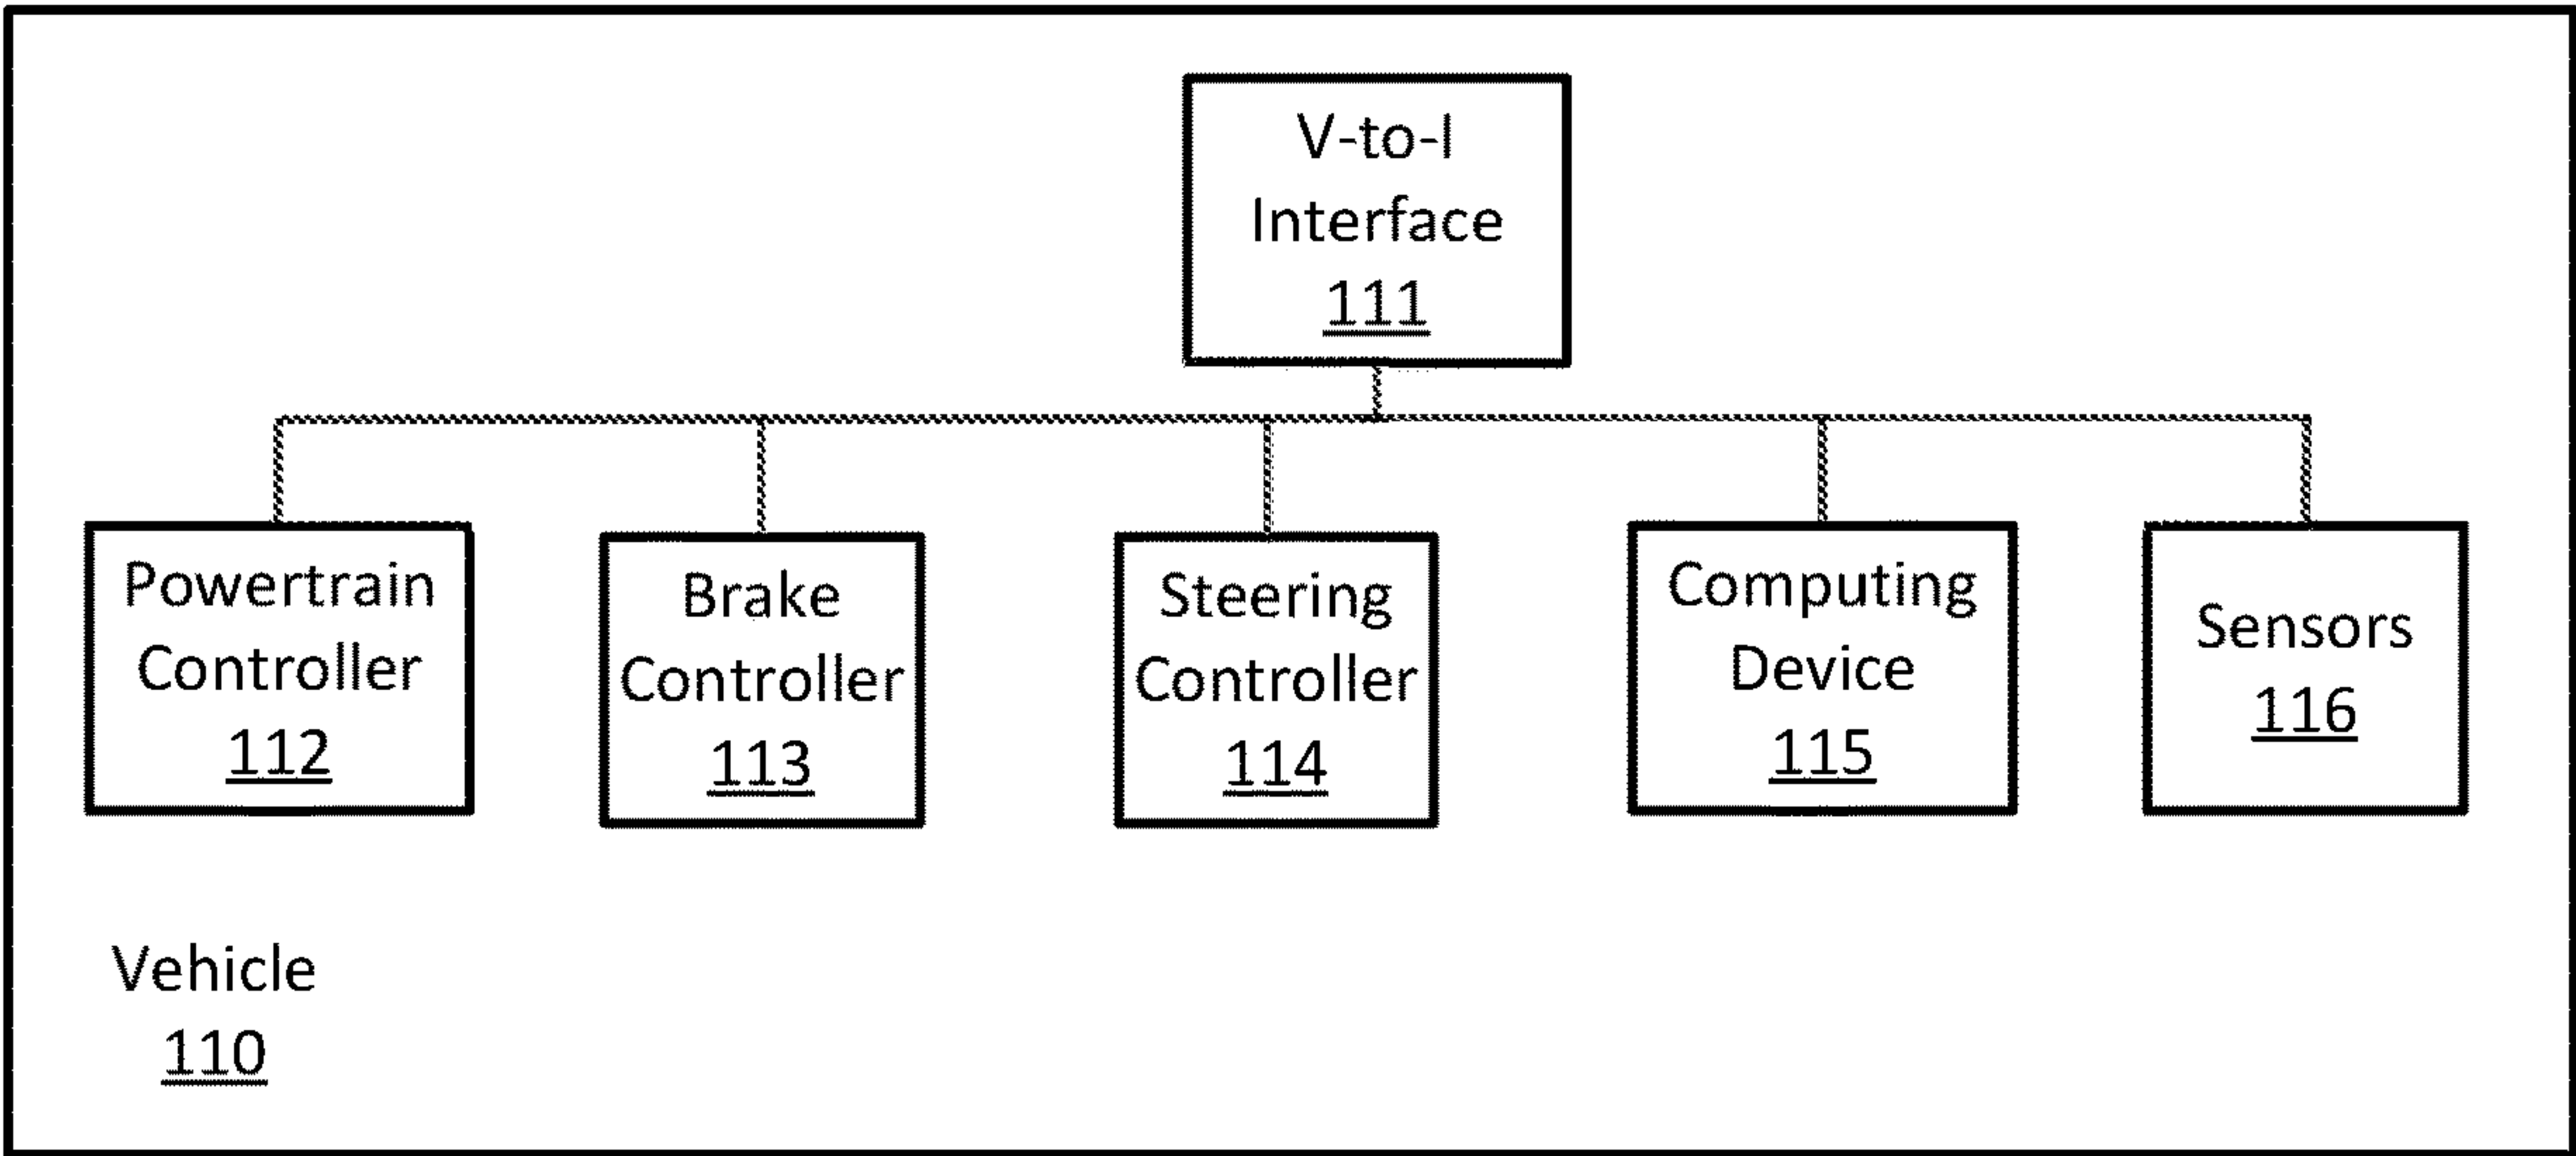 V-to-I
Interface
111
Powertrain
Controller
112
Brake
Controller
113
Steering
Controller
114
Computing
Device
115
Sensors
116
Vehicle
110